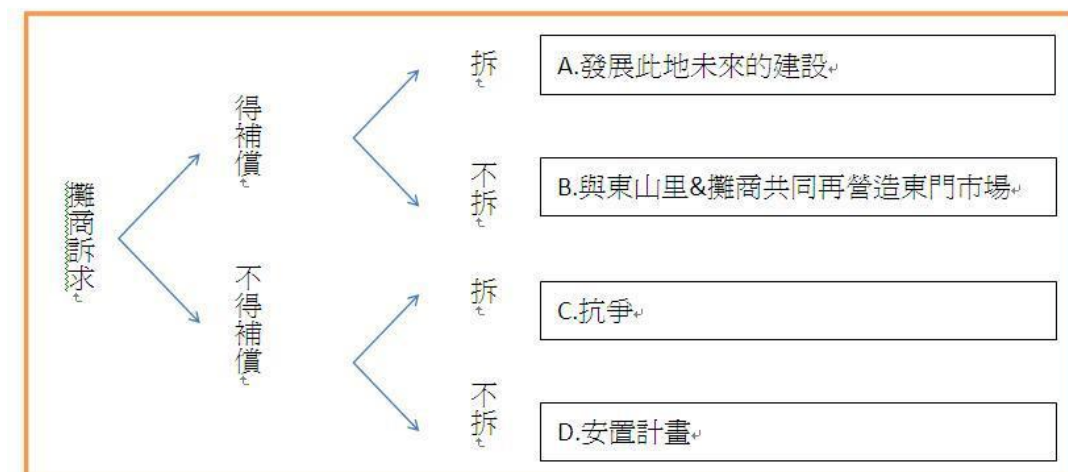 攤商訴求
得補償
不得補償
拆
A.發展此地未來的建設
不拆
B.與東山里&攤商共同再營造東門市場
拆
C.抗爭
不拆
D.安置計畫